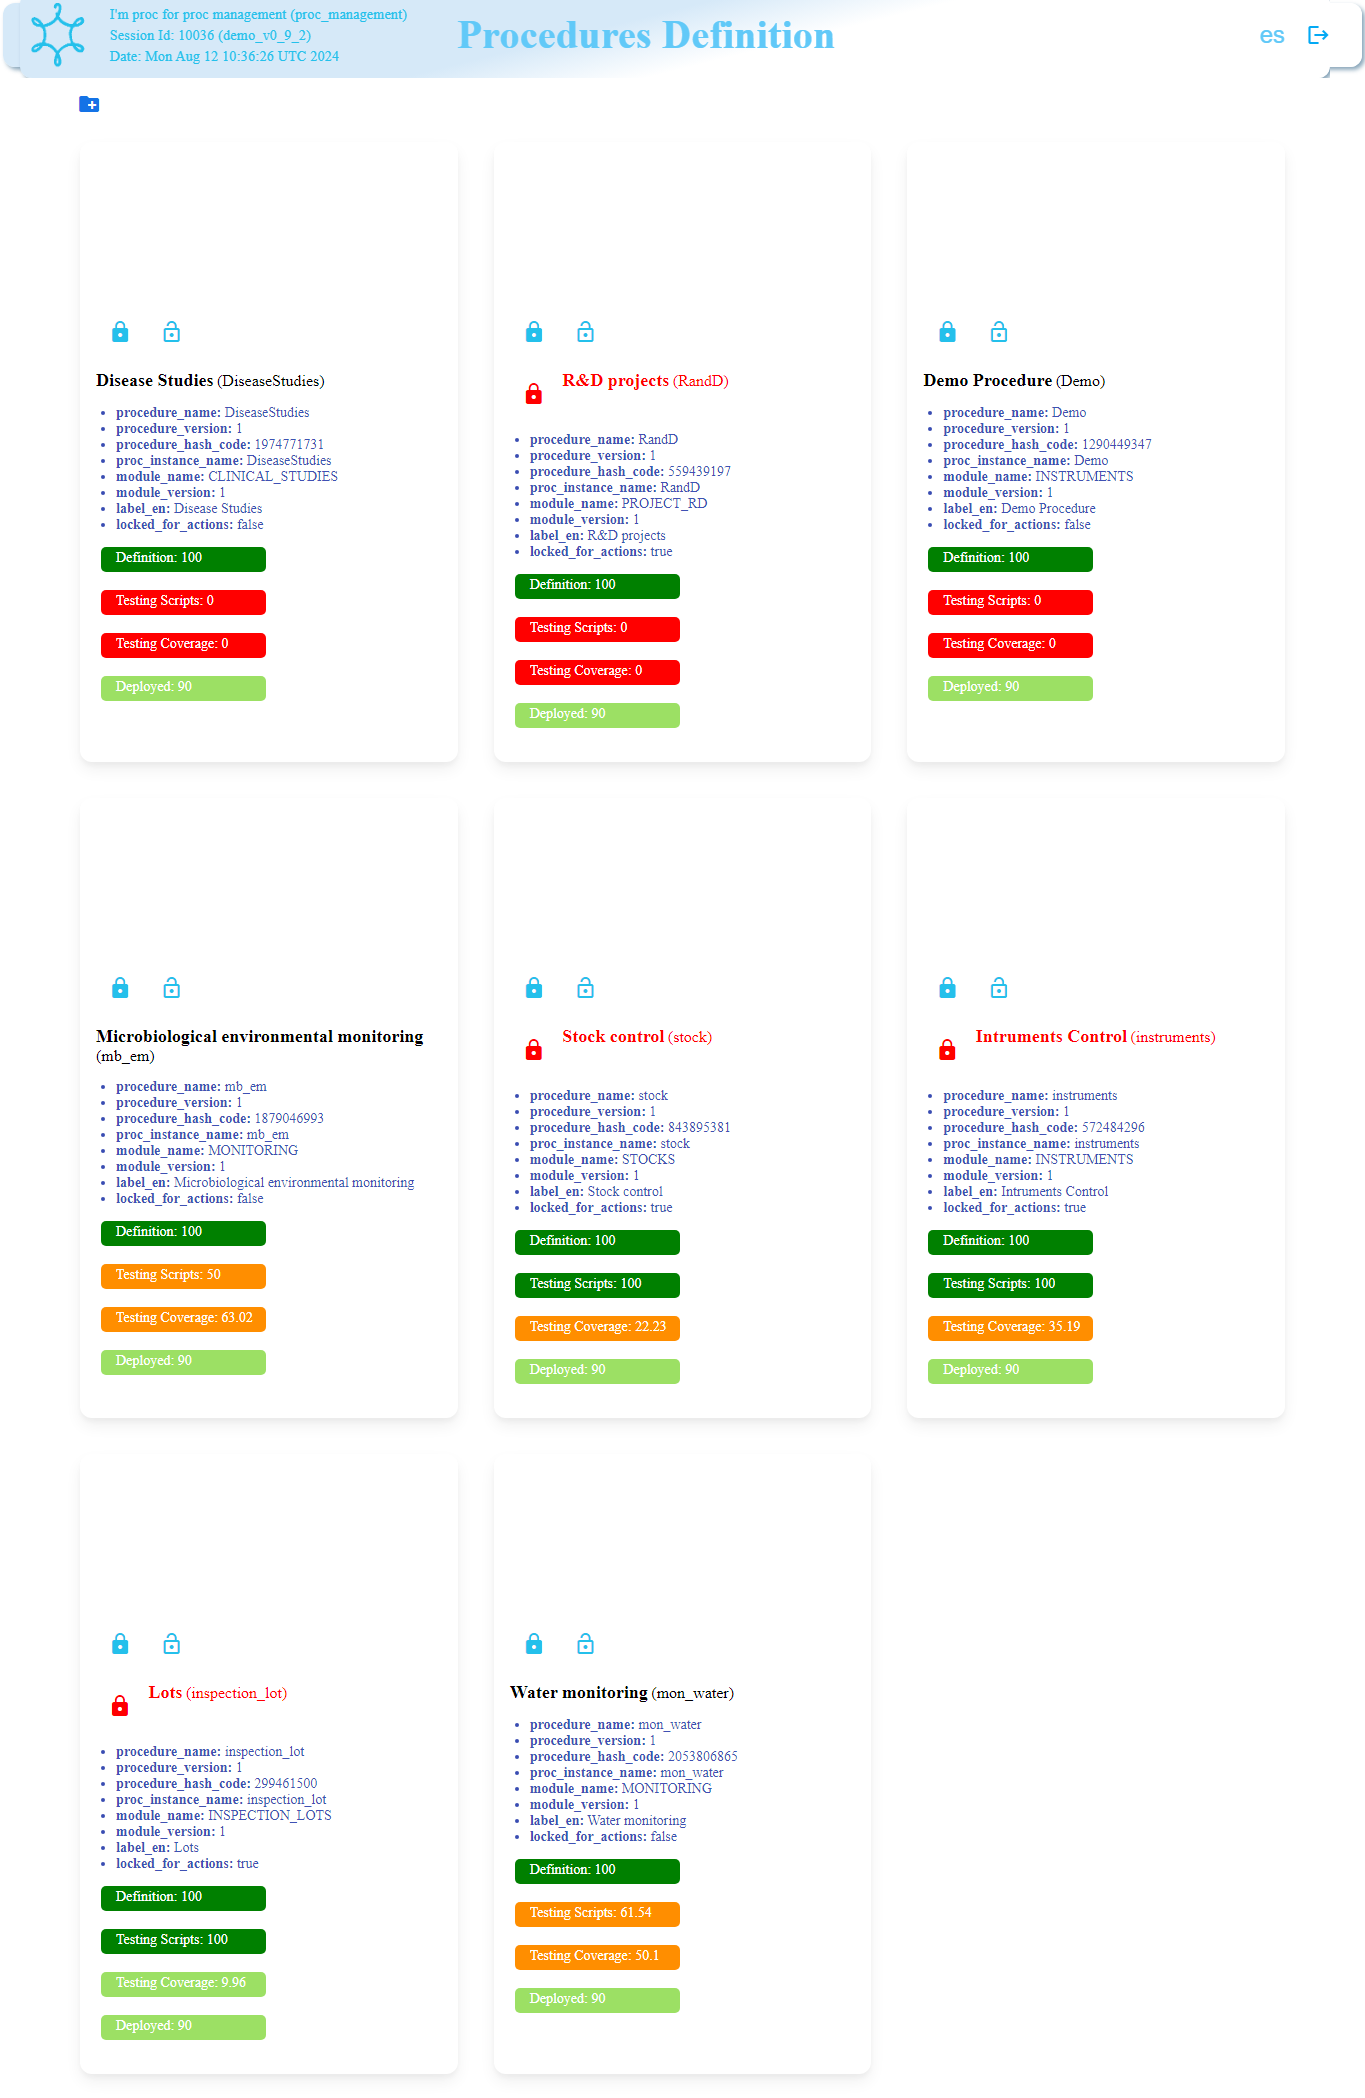 I'm proc for proc management (proc_management)
Session Id: 10036 (demo_v0_9_2)
Date: Mon Aug 12 10:36:26 UTC 2024
Procedures Definition
es
Disease Studies (DiseaseStudies)
procedure_name: DiseaseStudies
procedure_version: 1
procedure_hash_code: 1974771731
proc_instance_name: DiseaseStudies
module_name: CLINICAL_STUDIES
module_version: 1
label_en: Disease Studies
locked_for_actions: false
Definition: 100
Testing Scripts: 0
Testing Coverage: 0
Deployed: 90
R&D projects (RandD)
procedure_name: RandD
procedure_version: 1
procedure_hash_code: 559439197
proc_instance_name: RandD
module_name: PROJECT_RD
module_version: 1
label_en: R&D projects
locked_for_actions: true
Definition: 100
Testing Scripts: 0
Testing Coverage: 0
Deployed: 90
Demo Procedure (Demo)
procedure_name: Demo
procedure_version: 1
procedure_hash_code: 1290449347
proc_instance_name: Demo
module_name: INSTRUMENTS
module_version: 1
label_en: Demo Procedure
locked_for_actions: false
Definition: 100
Testing Scripts: 0
Testing Coverage: 0
Deployed: 90
Microbiological environmental monitoring
(mb_em)
procedure_name: mb_em
procedure_version: 1
procedure_hash_code: 1879046993
proc_instance_name: mb_em
module_name: MONITORING
module_version: 1
label_en: Microbiological environmental monitoring
locked_for_actions: false
Definition: 100
Testing Scripts: 50
Testing Coverage: 63.02
Deployed: 90
Stock control (stock)
procedure_name: stock
procedure_version: 1
procedure_hash_code: 843895381
proc_instance_name: stock
module_name: STOCKS
module_version: 1
label_en: Stock control
locked_for_actions: true
Definition: 100
Testing Scripts: 100
Testing Coverage: 22.23
Deployed: 90
Intruments Control (instruments)
procedure_name: instruments
procedure_version: 1
procedure_hash_code: 572484296
proc_instance_name: instruments
module_name: INSTRUMENTS
module_version: 1
label_en: Intruments Control
locked_for_actions: true
Definition: 100
Testing Scripts: 100
Testing Coverage: 35.19
Deployed: 90
Lots (inspection_lot)
procedure_name: inspection_lot
procedure_version: 1
procedure_hash_code: 299461500
proc_instance_name: inspection_lot
module_name: INSPECTION_LOTS
module_version: 1
label_en: Lots
locked_for_actions: true
Definition: 100
Testing Scripts: 100
Testing Coverage: 9.96
Deployed: 90
Water monitoring (mon_water)
procedure_name: mon_water
procedure_version: 1
procedure_hash_code: 2053806865
proc_instance_name: mon_water
module_name: MONITORING
module_version: 1
label_en: Water monitoring
locked_for_actions: false
Definition: 100
Testing Scripts: 61.54
Testing Coverage: 50.1
Deployed: 90